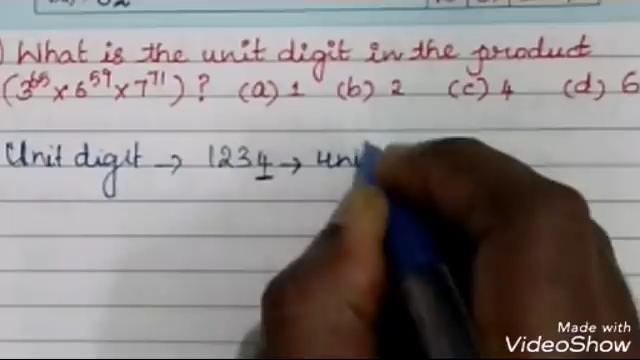 ) What is the unit digit in the product
(3⁶⁵ x 6⁵⁹ x 7⁷¹) ? (a) 1 (b) 2 (c) 4 (d) 6
Unit digit → 1234 → uni
Made with
VideoShow